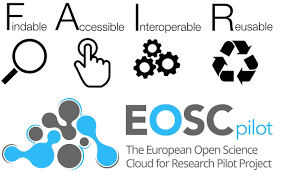 Findable Accessible Interoperable Reusable
EOSCpilot
The European Open Science
Cloud for Research Pilot Project